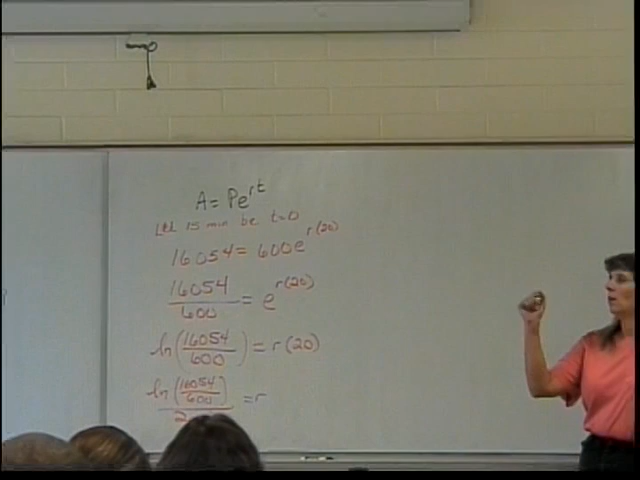 A = Pe^rt
Let 15 min be t=0
16054 = 600e^r(20)
16054/600 = e^r(20)
ln(16054/600) = r(20)
ln(16054/600)/2 = r